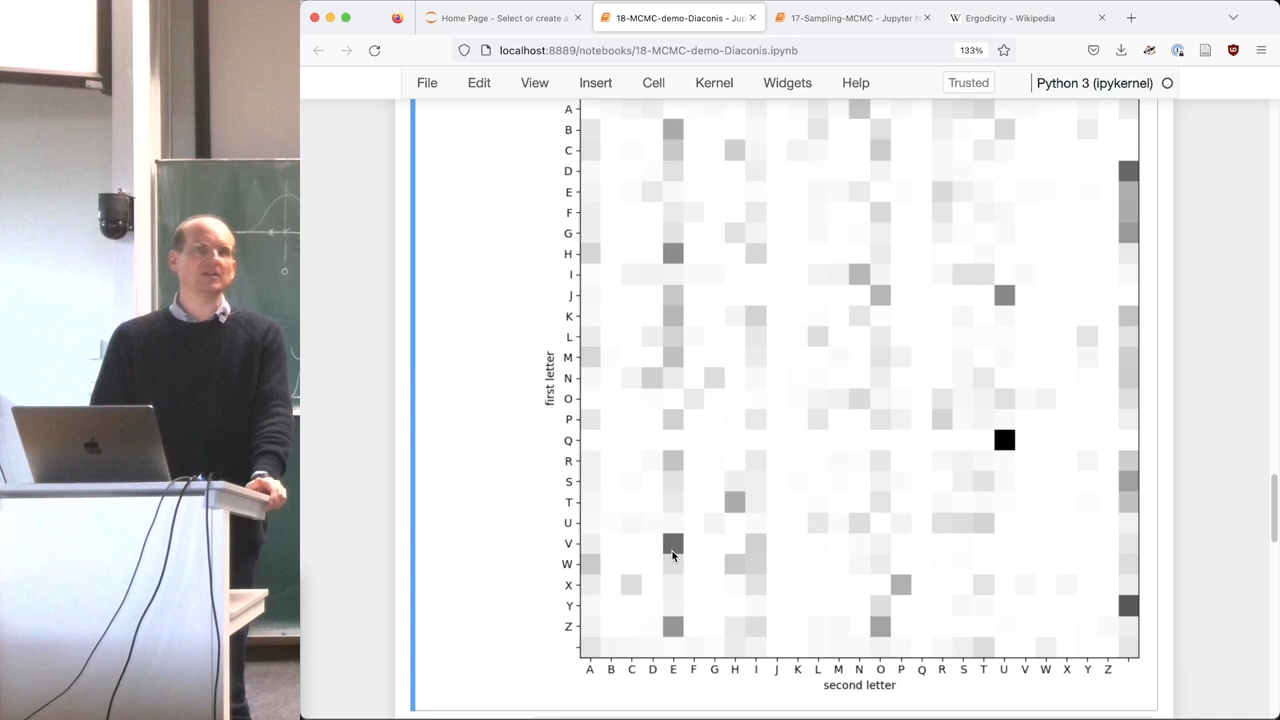 Home Page - Select or create a
18-MCMC-demo-Diaconis - Jup
17-Sampling-MCMC - Jupyter N
W Ergodicity - Wikipedia
localhost:8889/notebooks/18-MCMC-demo-Diaconis.ipynb
133%
File Edit View Insert Cell Kernel Widgets Help
Trusted
Python 3 (ipykernel)
A
B
C
D
E
F
G
H
I
J
K
L
M
N
O
P
Q
R
S
T
U
V
W
X
Y
Z
first letter
A B C D E F G H I J K L M N O P Q R S T U V W X Y Z
second letter